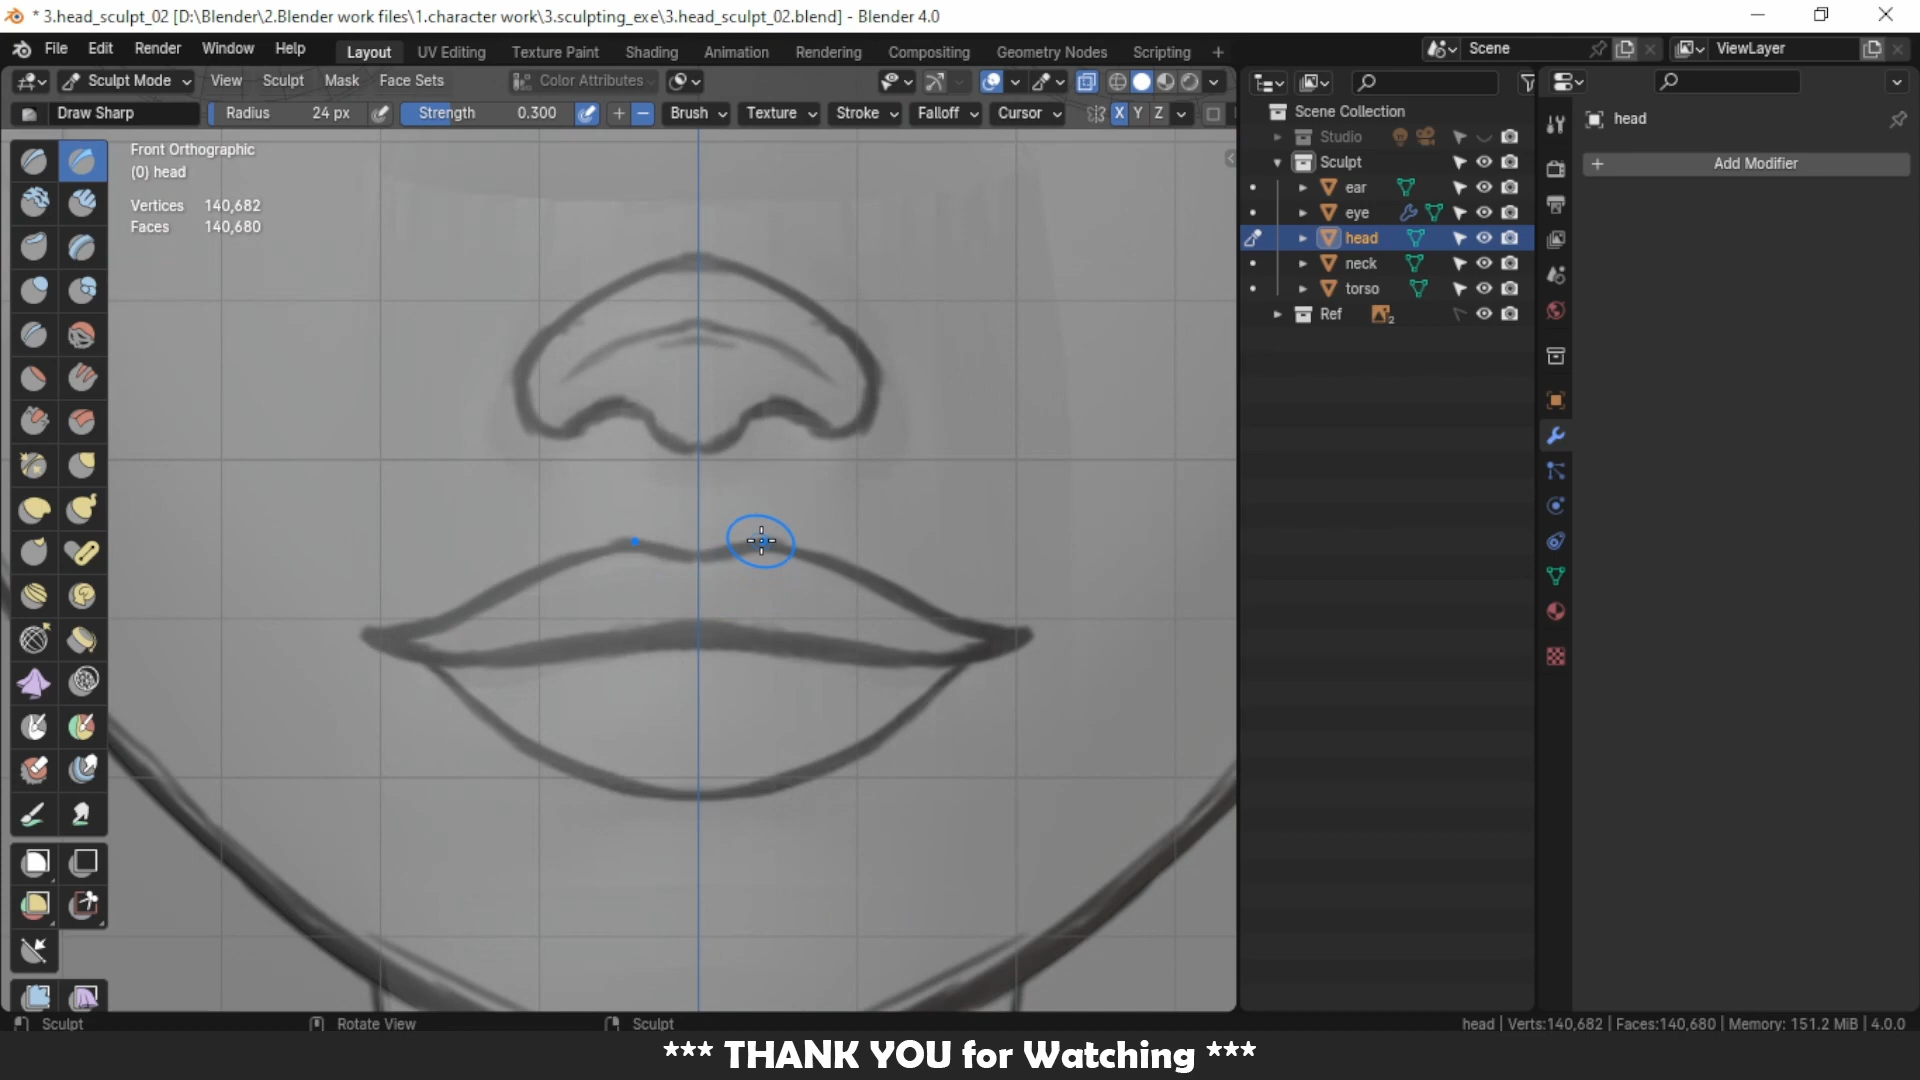 * 3.head_sculpt_02 [D:\Blender\2.Blender work files\1.character work\3.sculpting_exe\3.head_sculpt_02.blend] - Blender 4.0
File Edit Render Window Help Layout UV Editing Texture Paint Shading Animation Rendering Compositing Geometry Nodes Scripting + Scene ViewLayer
Sculpt Mode View Sculpt Mask Face Sets Color Attributes
Draw Sharp Radius 24 px Strength 0.300 Brush Texture Stroke Falloff Cursor X Y Z
Front Orthographic
(0) head
Vertices 140,682
Faces 140,680
Scene Collection
Studio
Sculpt
ear
eye
head
neck
torso
Ref 2
head
Add Modifier
Sculpt Rotate View Sculpt head | Verts:140,682 | Faces:140,680 | Memory: 151.2 MiB | 4.0.0
*** THANK YOU for Watching ***